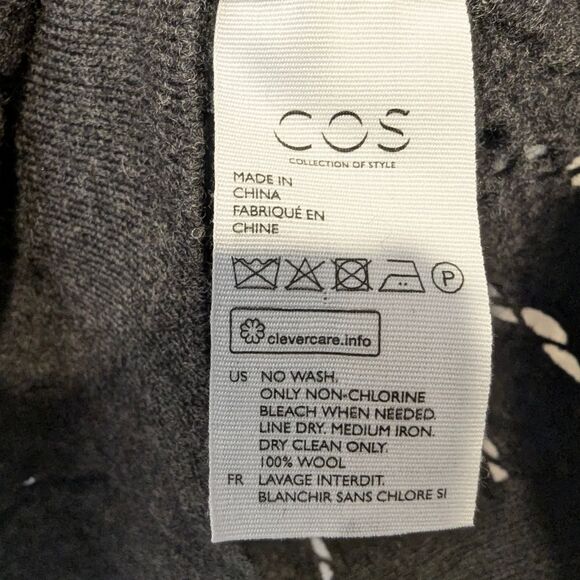 COS
COLLECTION OF STYLE
MADE IN
CHINA
FABRIQUÉ EN
CHINE
P
clevercare.info
US NO WASH.
ONLY NON-CHLORINE
BLEACH WHEN NEEDED.
LINE DRY. MEDIUM IRON.
DRY CLEAN ONLY.
100% WOOL
FR LAVAGE INTERDIT.
BLANCHIR SANS CHLORE SI